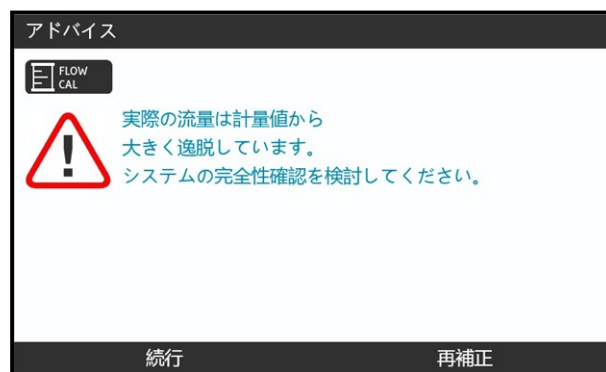 アドバイス
FLOW
CAL
実際の流量は計量値から
大きく逸脱しています。
システムの完全性確認を検討してください。
続行
再補正